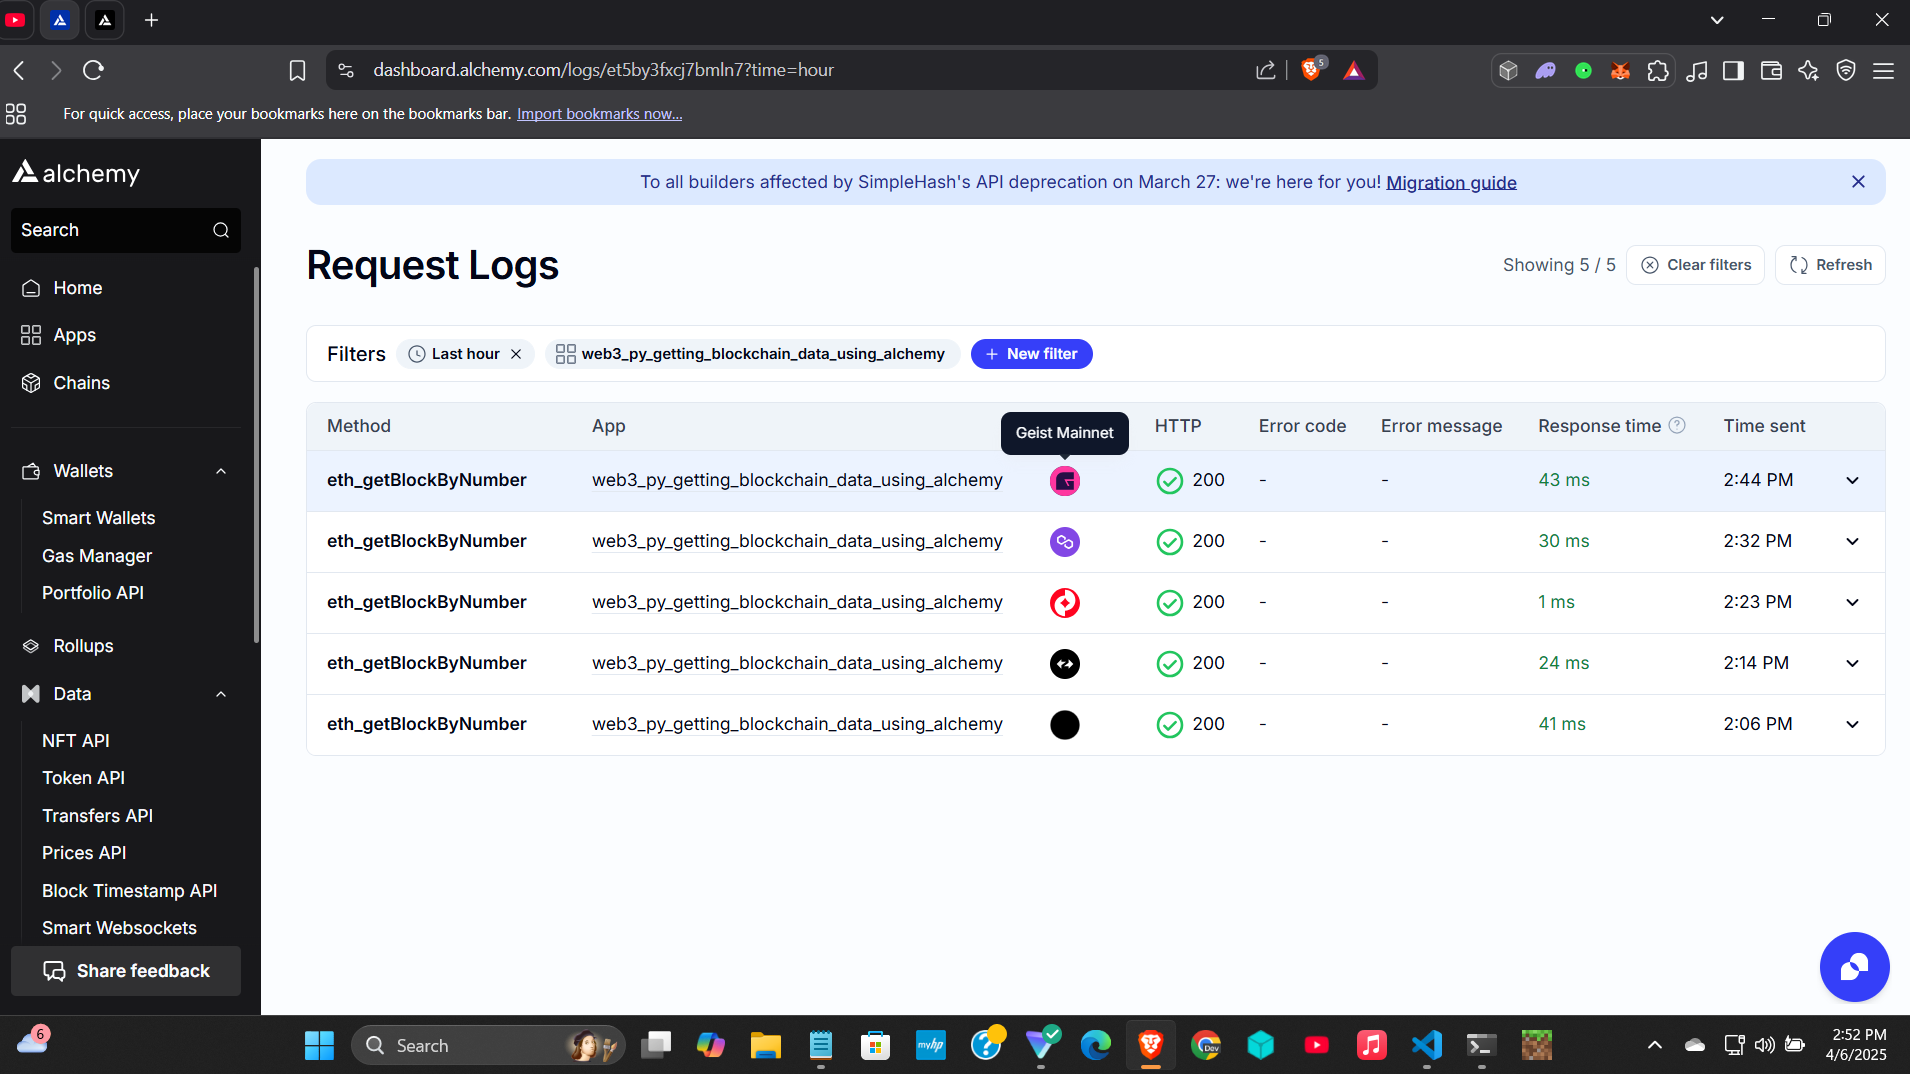 dashboard.alchemy.com/logs/et5by3fxcj7bmln7?time=hour
5
For quick access, place your bookmarks here on the bookmarks bar. Import bookmarks now...
alchemy
Search
Home
Apps
Chains
Wallets
Smart Wallets
Gas Manager
Portfolio API
Rollups
Data
NFT API
Token API
Transfers API
Prices API
Block Timestamp API
Smart Websockets
Share feedback
To all builders affected by SimpleHash's API deprecation on March 27: we're here for you! Migration guide
Request Logs
Showing 5 / 5
Clear filters
Refresh
Filters
Last hour
web3_py_getting_blockchain_data_using_alchemy
New filter
Method App HTTP Error code Error message Response time Time sent
Geist Mainnet
eth_getBlockByNumber web3_py_getting_blockchain_data_using_alchemy 200 - - 43 ms 2:44 PM
eth_getBlockByNumber web3_py_getting_blockchain_data_using_alchemy 200 - - 30 ms 2:32 PM
eth_getBlockByNumber web3_py_getting_blockchain_data_using_alchemy 200 - - 1 ms 2:23 PM
eth_getBlockByNumber web3_py_getting_blockchain_data_using_alchemy 200 - - 24 ms 2:14 PM
eth_getBlockByNumber web3_py_getting_blockchain_data_using_alchemy 200 - - 41 ms 2:06 PM
6
Search
myhp
Dev
2:52 PM
4/6/2025